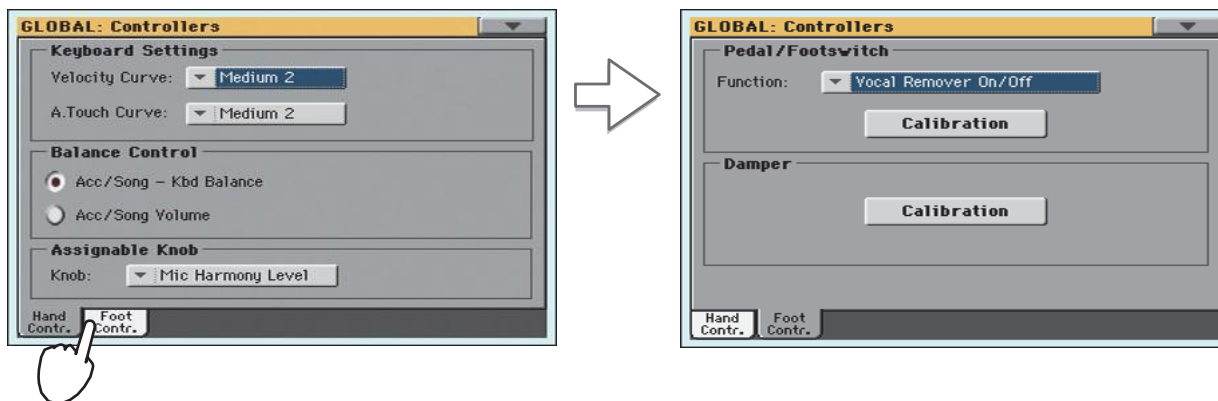 GLOBAL: Controllers
Keyboard Settings
Velocity Curve: Medium 2
A.Touch Curve: Medium 2
Balance Control
Acc/Song - Kbd Balance
Acc/Song Volume
Assignable Knob
Knob: Mic Harmony Level
Hand Contr.
Foot Contr.
GLOBAL: Controllers
Pedal/Footswitch
Function: Vocal Remover On/Off
Calibration
Damper
Calibration
Hand Contr.
Foot Contr.